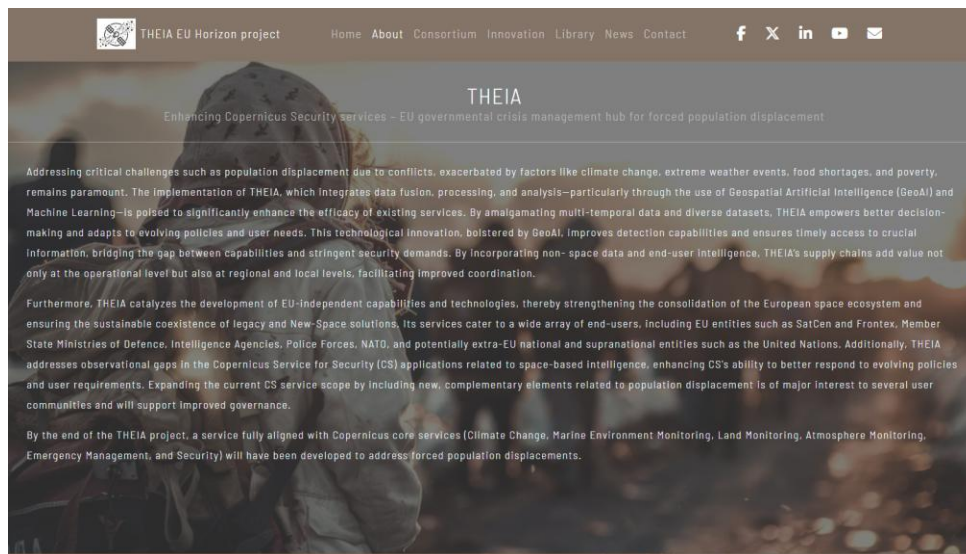 THEIA EU Horizon project
Home About Consortium Innovation Library News Contact
THEIA
Enhancing Copernicus Security services – EU governmental crisis management hub for forced population displacement
Addressing critical challenges such as population displacement due to conflicts, exacerbated by factors like climate change, extreme weather events, food shortages, and poverty,
remains paramount. The implementation of THEIA, which integrates data fusion, processing, and analysis—particularly through the use of Geospatial Artificial Intelligence (GeoAI) and
Machine Learning—is poised to significantly enhance the efficacy of existing services. By amalgamating multi-temporal data and diverse datasets, THEIA empowers better decision-
making and adapts to evolving policies and user needs. This technological innovation, bolstered by GeoAI, improves detection capabilities and ensures timely access to crucial
information, bridging the gap between capabilities and stringent security demands. By incorporating non- space data and end-user intelligence, THEIA's supply chains add value not
only at the operational level but also at regional and local levels, facilitating improved coordination.
Furthermore, THEIA catalyzes the development of EU-independent capabilities and technologies, thereby strengthening the consolidation of the European space ecosystem and
ensuring the sustainable coexistence of legacy and New-Space solutions. Its services cater to a wide array of end-users, including EU entities such as SatCen and Frontex, Member
State Ministries of Defence, Intelligence Agencies, Police Forces, NATO, and potentially extra-EU national and supranational entities such as the United Nations. Additionally, THEIA
addresses observational gaps in the Copernicus Service for Security (CS) applications related to space-based intelligence, enhancing CS's ability to better respond to evolving policies
and user requirements. Expanding the current CS service scope by including new, complementary elements related to population displacement is of major interest to several user
communities and will support improved governance.
By the end of the THEIA project, a service fully aligned with Copernicus core services (Climate Change, Marine Environment Monitoring, Land Monitoring, Atmosphere Monitoring,
Emergency Management, and Security) will have been developed to address forced population displacements.